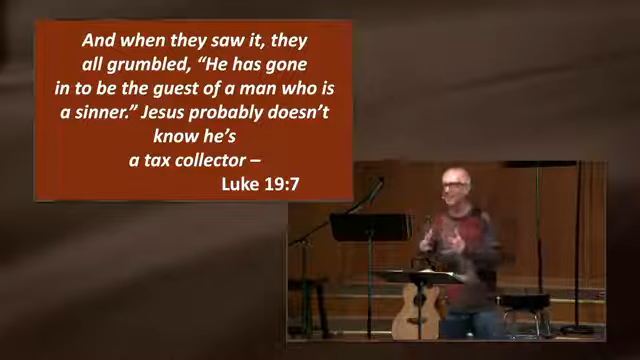 And when they saw it, they
all grumbled, “He has gone
in to be the guest of a man who is
a sinner.” Jesus probably doesn’t
know he’s
a tax collector –
Luke 19:7